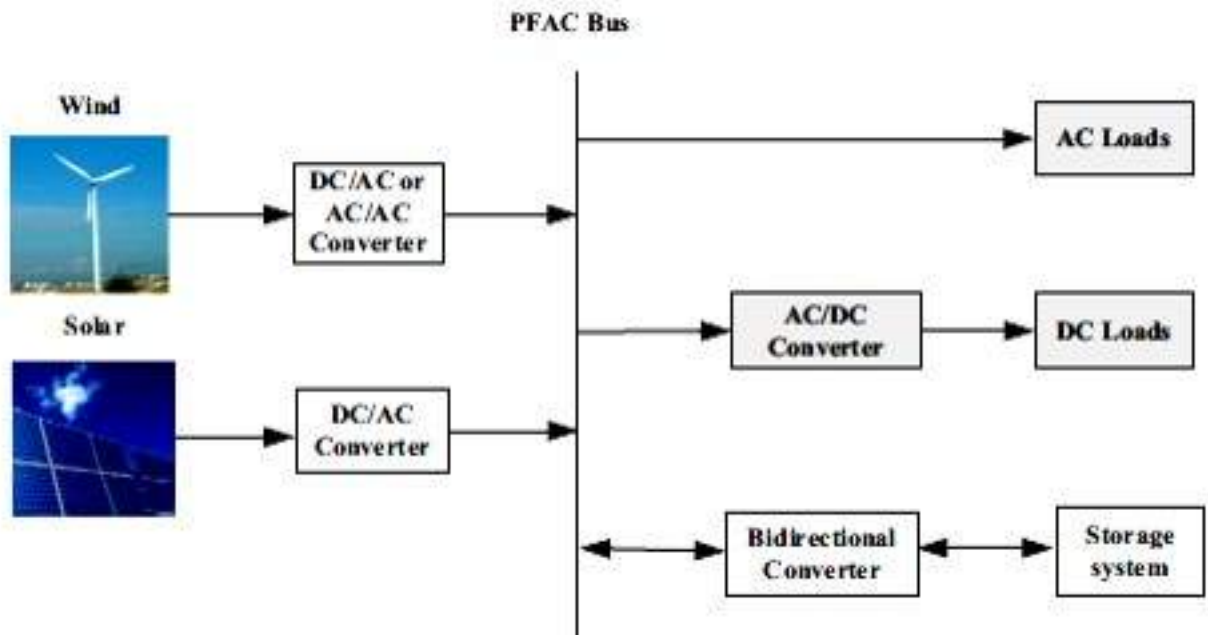 PFAC Bus
Wind
DC/AC or
AC/AC
Converter
AC Loads
Solar
AC/DC
Converter
DC Loads
DC/AC
Converter
Bidirectional
Converter
Storage
system